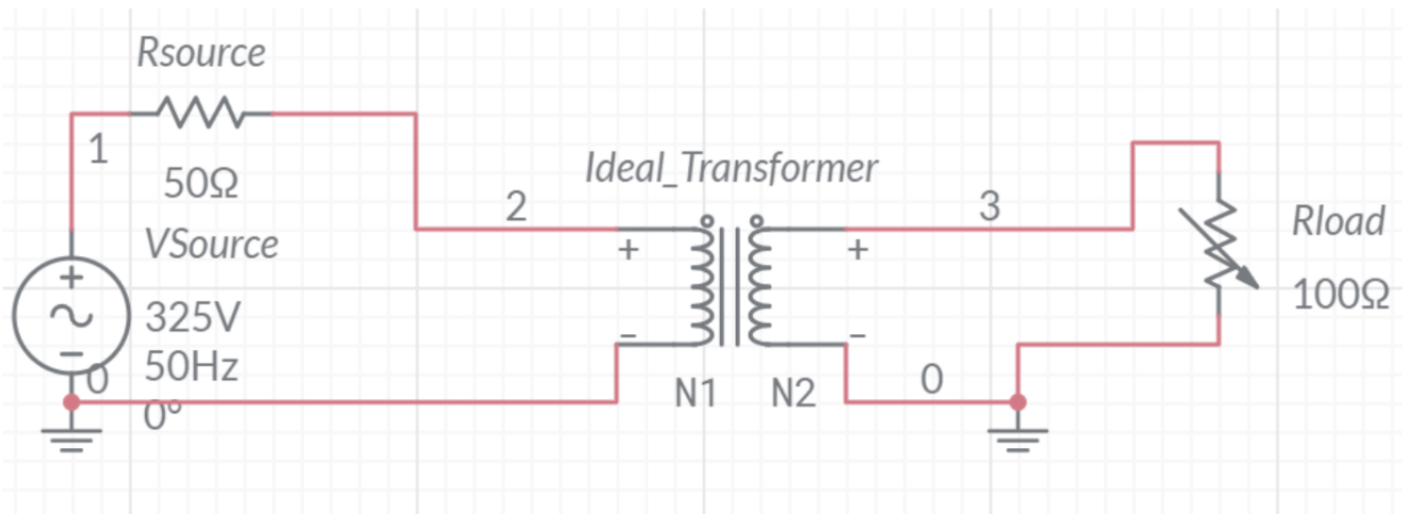 Rsource
1
50Ω
VSource
+
325V
50Hz
0
0°
2
Ideal_Transformer
3
+
+
−
−
N1
N2
0
Rload
100Ω